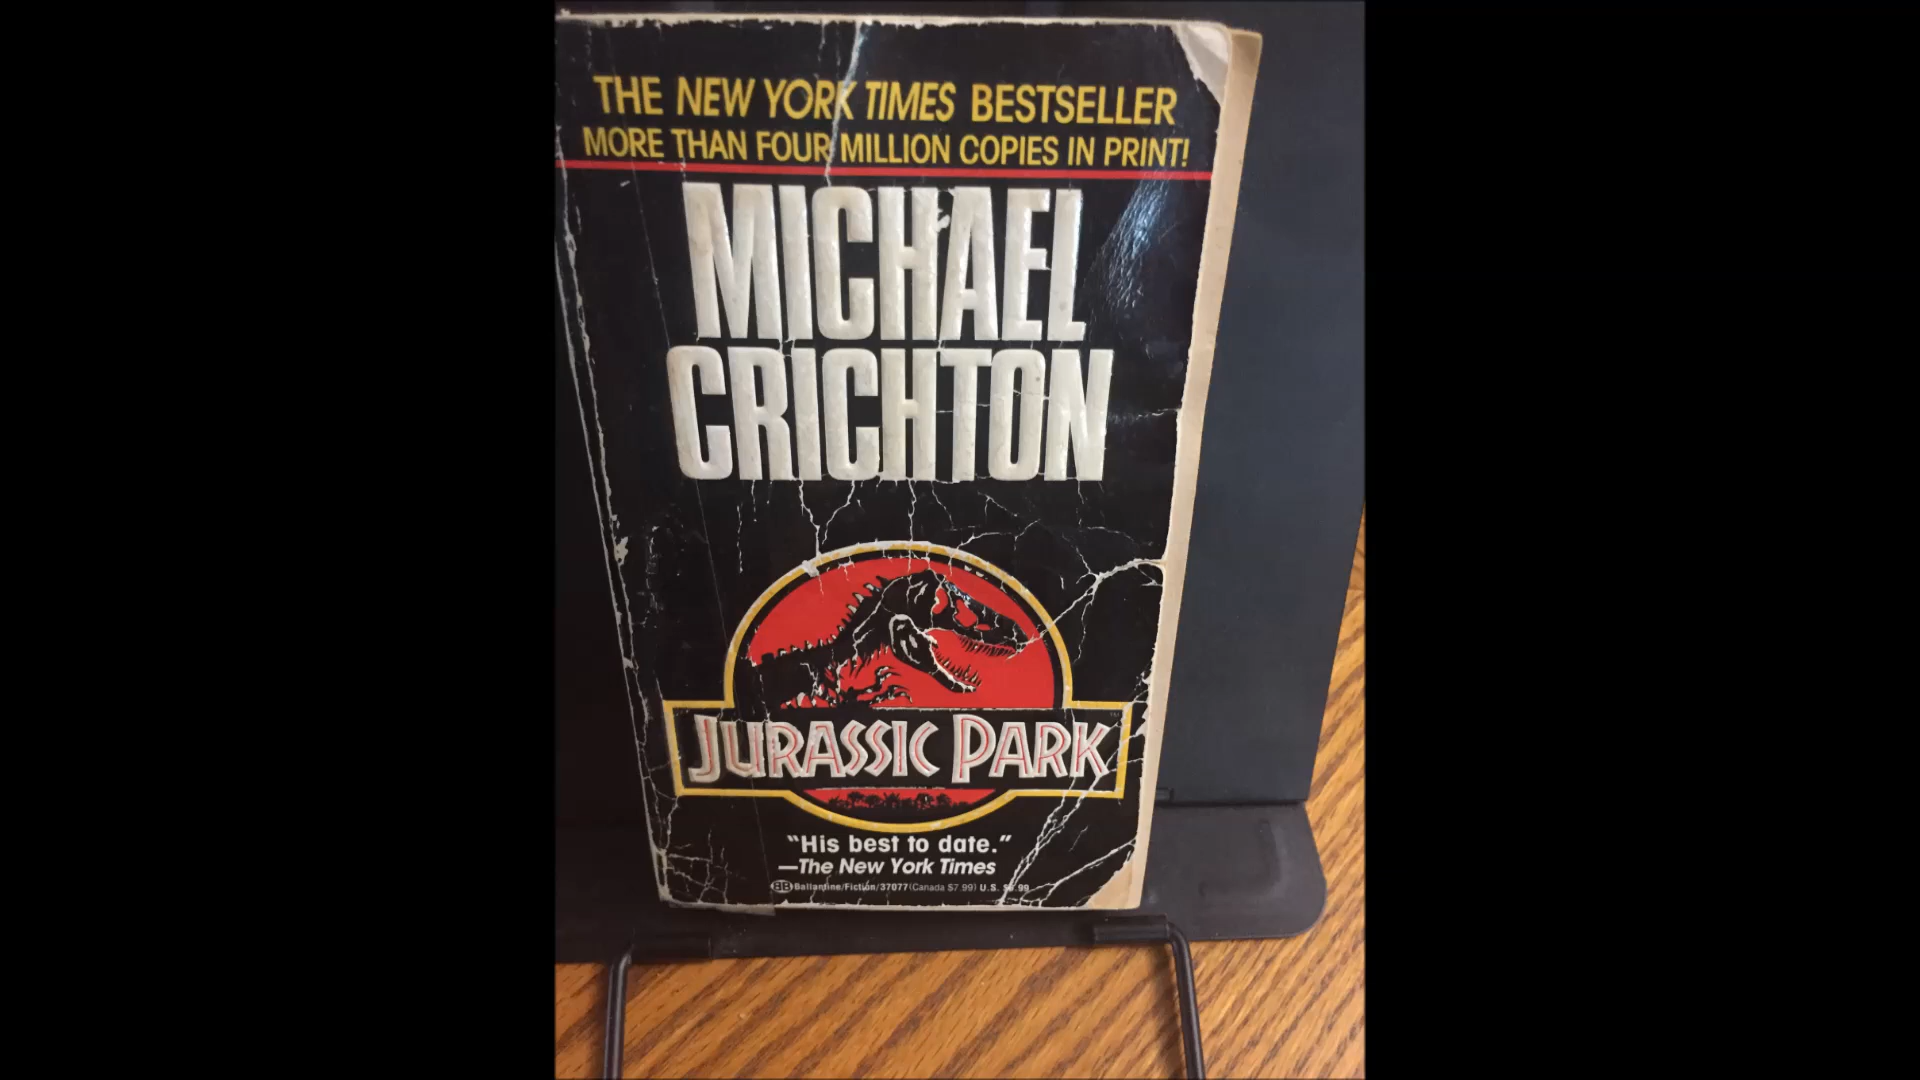 THE NEW YORK TIMES BESTSELLER
MORE THAN FOUR MILLION COPIES IN PRINT!
MICHAEL
CRICHTON
JURASSIC PARK
"His best to date."
—The New York Times
BB Ballantine/Fiction/37077 (Canada $7.99) U.S.